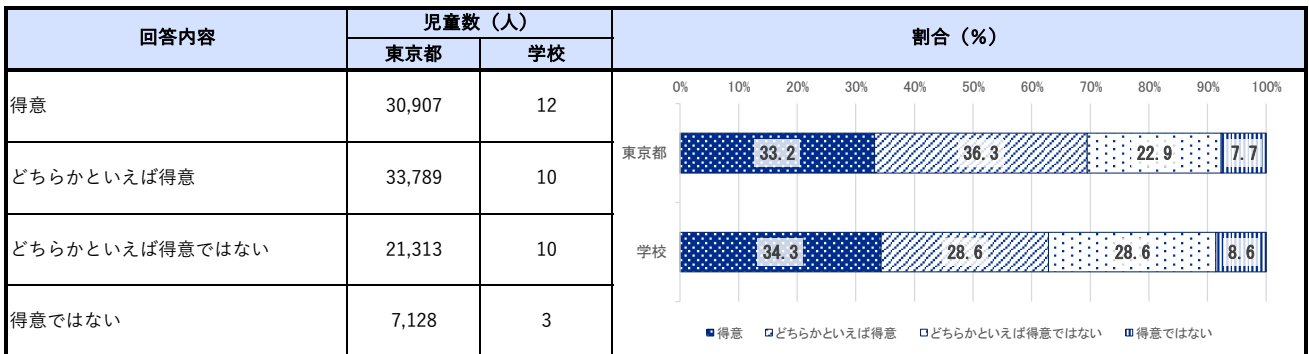 回答内容
児童数（人）
割合（％）
東京都
学校
0%
10%
20%
30%
40%
50%
60%
70%
80%
90%
100%
得意
30,907
12
東京都
33.2
36.3
22.9
7.7
どちらかといえば得意
33,789
10
どちらかといえば得意ではない
21,313
10
学校
34.3
28.6
28.6
8.6
得意ではない
7,128
3
得意
どちらかといえば得意
どちらかといえば得意ではない
得意ではない